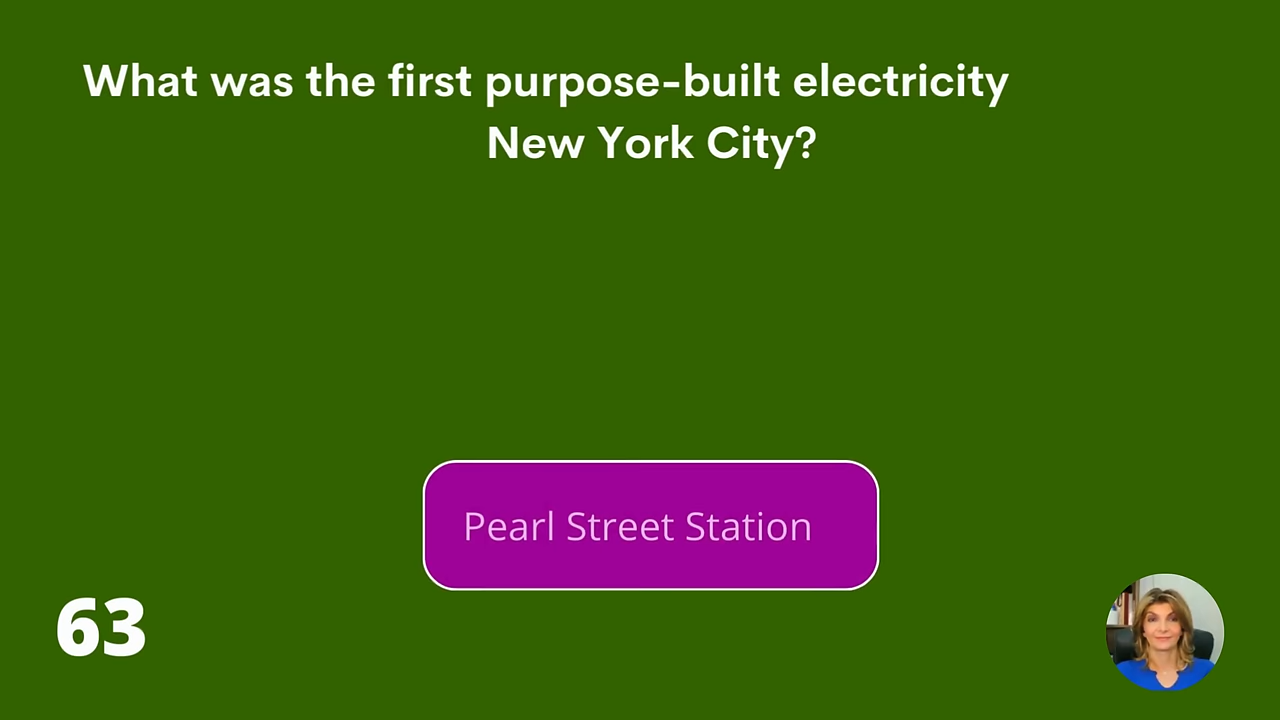 What was the first purpose-built electricity
New York City?
Pearl Street Station
63